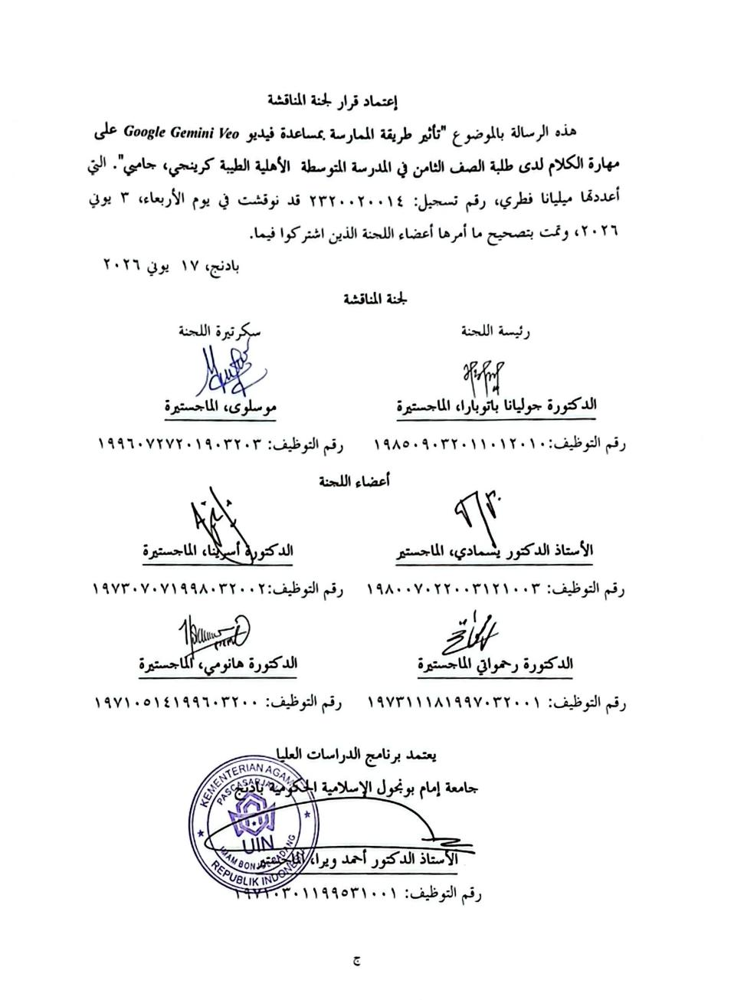 إعتماد قرار لجنة المناقشة
هذه الرسالة بالموضوع "تأثير طريقة الممارسة بمساعدة فيديو Google Gemini Veo على
مهارة الكلام لدى طلبة الصف الثامن في المدرسة المتوسطة الأهلية الطيبة كرينجي، جامبي". التي
أعددتها ميليانا فطري، رقم تسجيل: ٢٣٢٠٠٢٠٠١٤ قد نوقشت في يوم الأربعاء، ٣ يوني
٢٠٢٦، وتمت بتصحيح ما أمرها أعضاء اللجنة الذين اشتركوا فيما.
بادنج، ١٧ يوني ٢٠٢٦
لجنة المناقشة
رئيسة اللجنة سكرتيرة اللجنة
الدكتورة جوليانا باتوبارا، الماجستيرة موسلوى، الماجستيرة
رقم التوظيف: ١٩٨٥٠٩٠٣٢٠١١٠١٢٠١٠ رقم التوظيف: ١٩٩٦٠٧٢٧٢٠١٩٠٣٢٠٣
أعضاء اللجنة
الأستاذ الدكتور يسمادي، الماجستير الدكتورة أسرينا، الماجستيرة
رقم التوظيف: ١٩٨٠٠٧٠٢٢٠٠٣١٢١٠٠٣ رقم التوظيف: ١٩٧٣٠٧٠٧١٩٩٨٠٣٢٠٠٢
الدكتورة رحمواتي الماجستيرة الدكتورة هانومي، الماجستيرة
رقم التوظيف: ١٩٧٣١١١٨١٩٩٧٠٣٢٠٠١ رقم التوظيف: ١٩٧١٠٥١٤١٩٩٦٠٣٢٠٠
يعتمد برنامج الدراسات العليا
جامعة إمام بونجول الإسلامية الحكومية بادنج
KEMENTERIAN AGAMA
PASCASARJANA
UIN
IMAM BONJOL PADANG
REPUBLIK INDONESIA
الأستاذ الدكتور أحمد ويرا، الماجستير
رقم التوظيف: ١٩٧١٠٣٠١١٩٩٥٣١٠٠١
ج